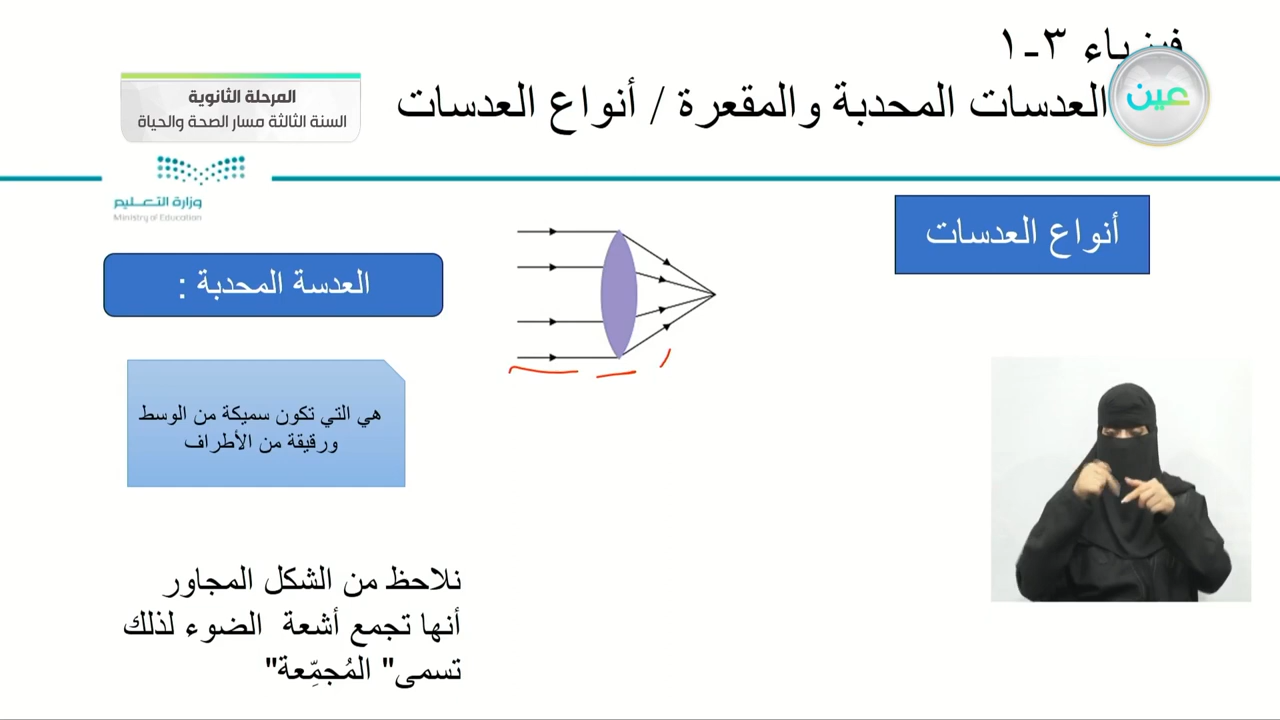 فيزياء ٣-١
العدسات المحدبة والمقعرة / أنواع العدسات
عين
المرحلة الثانوية
السنة الثالثة مسار الصحة والحياة
وزارة التعـــليم
Ministry of Education
أنواع العدسات
العدسة المحدبة :
هي التي تكون سميكة من الوسط
ورقيقة من الأطراف
نلاحظ من الشكل المجاور
أنها تجمع أشعة الضوء لذلك
تسمى" المُجمِّعة"